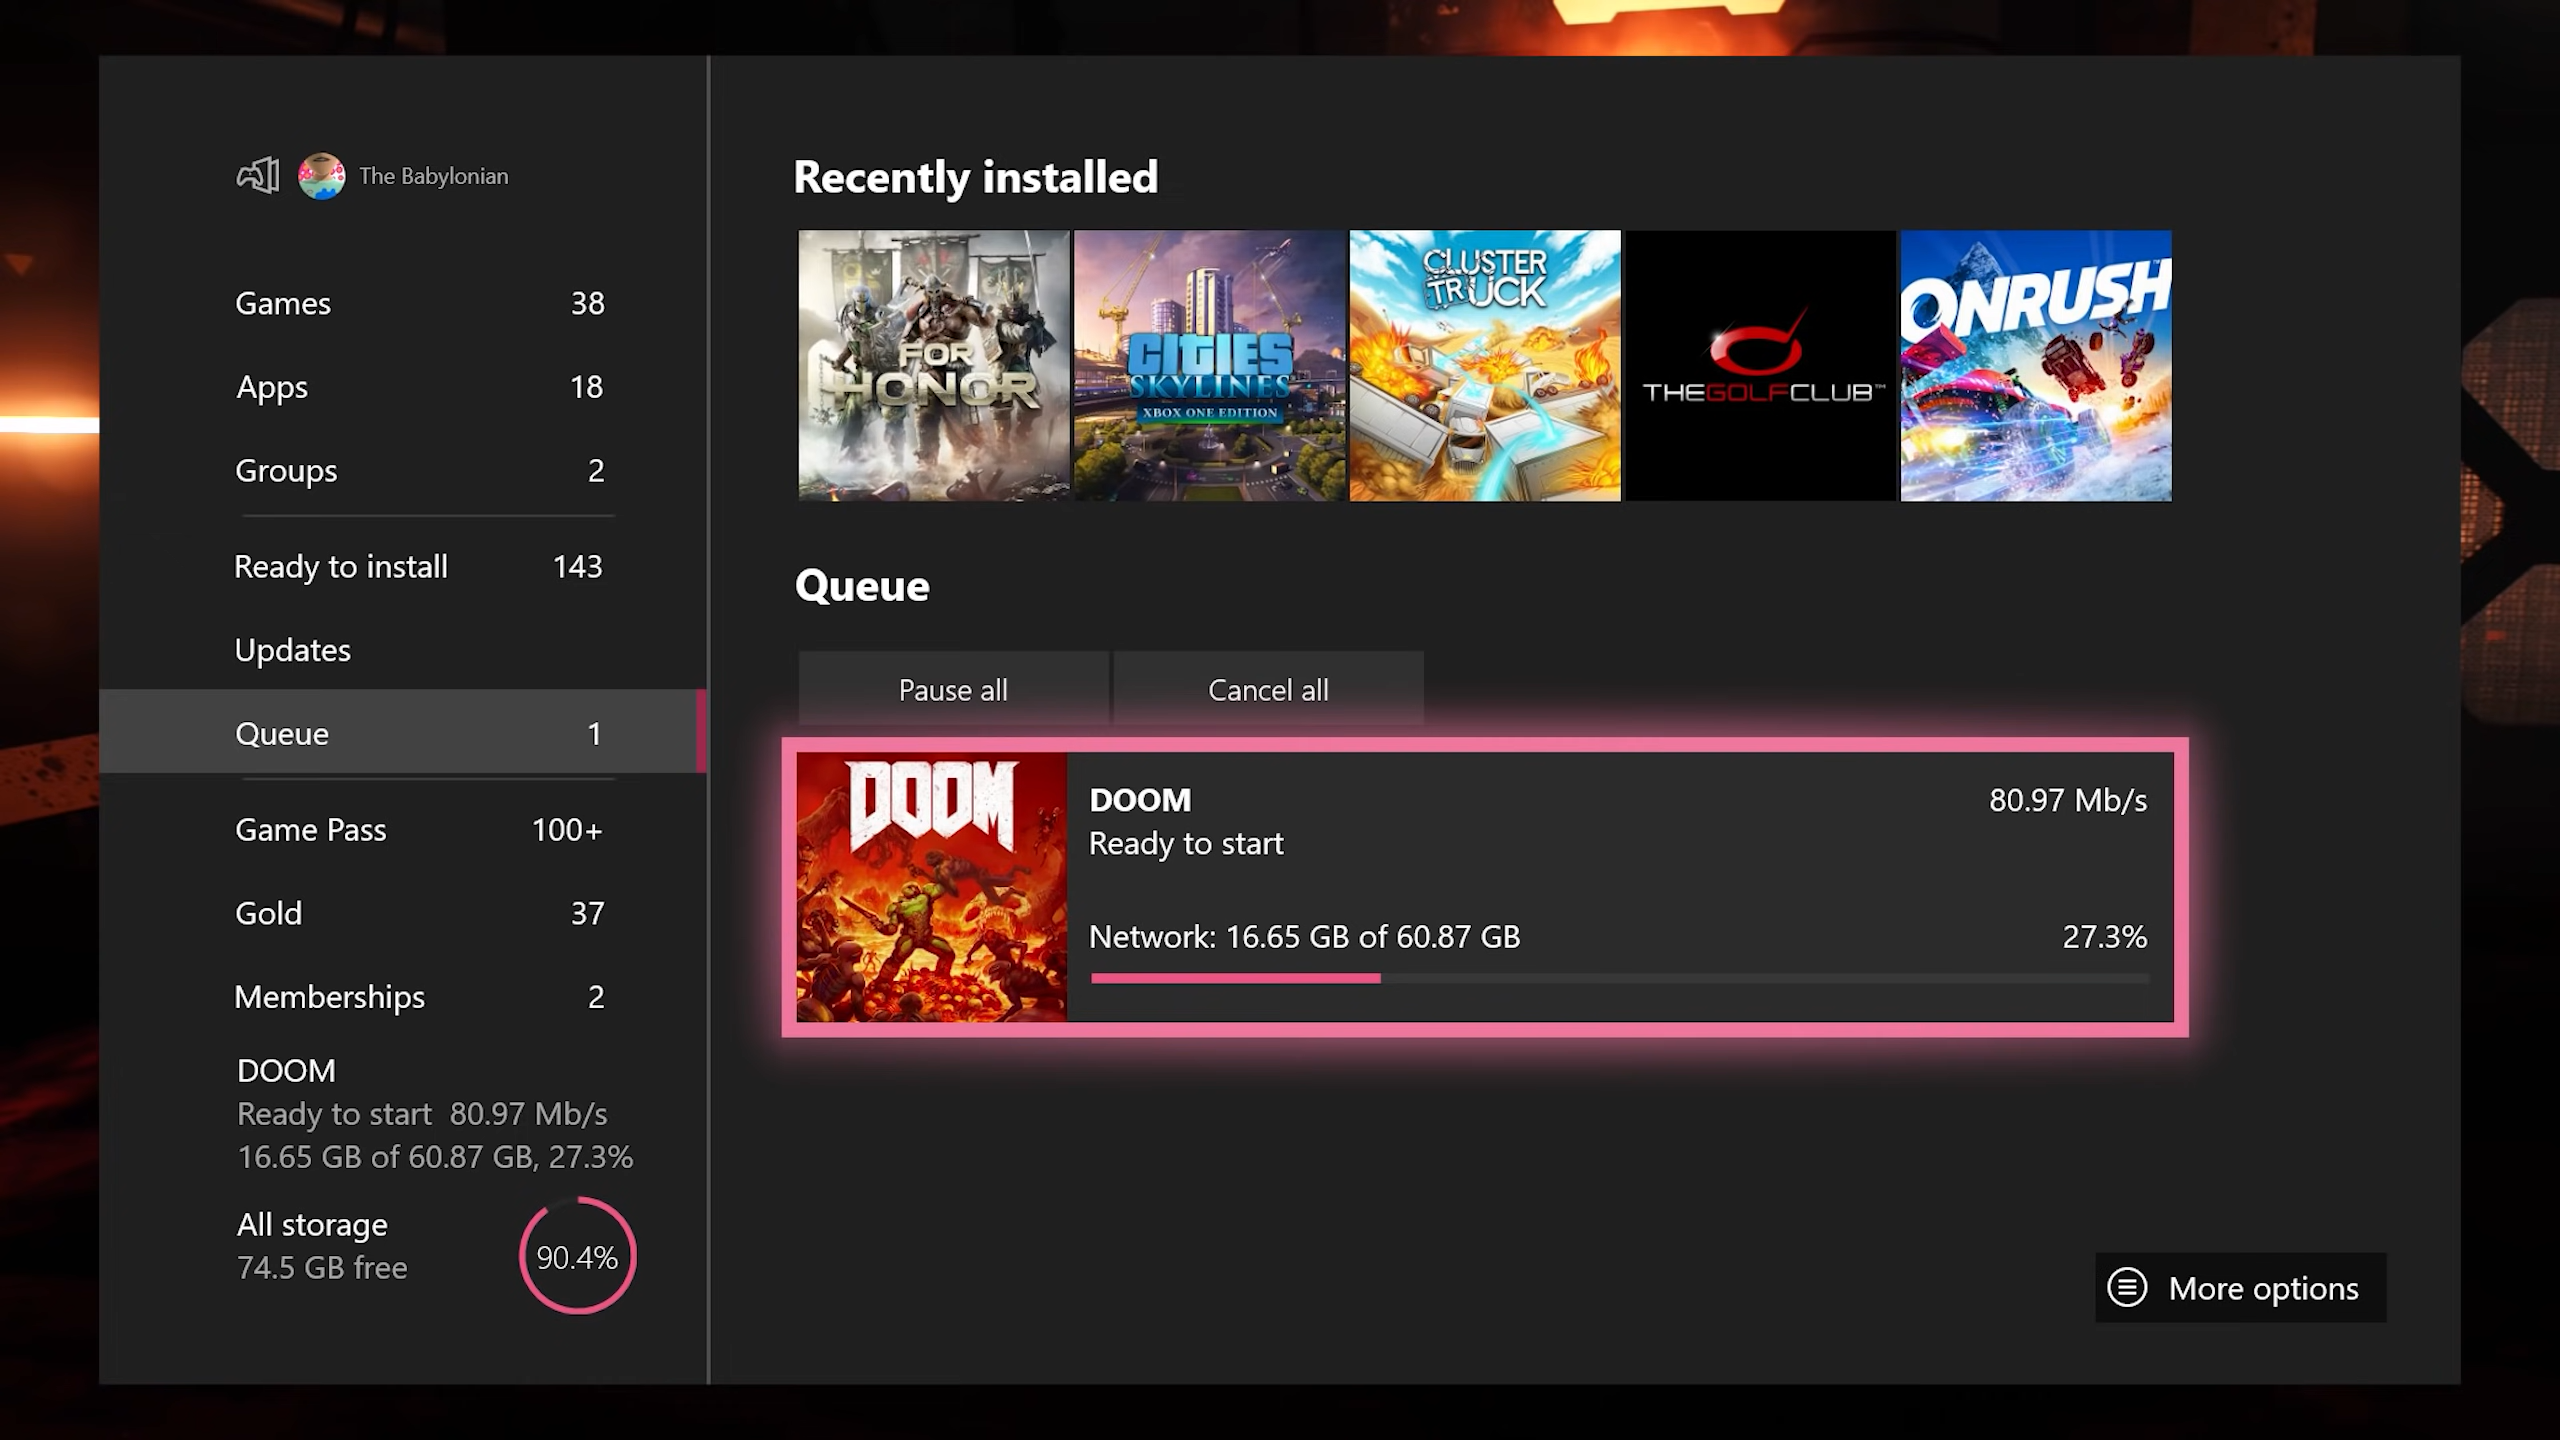 The Babylonian
Games 38
Apps 18
Groups 2
Ready to install 143
Updates
Queue 1
Game Pass 100+
Gold 37
Memberships 2
DOOM
Ready to start 80.97 Mb/s
16.65 GB of 60.87 GB, 27.3%
All storage
74.5 GB free
90.4%
Recently installed
FOR
HONOR
CITIES
SKYLINES
XBOX ONE EDITION
CLUSTER
TRUCK
THEGOLFCLUB™
ONRUSH™
Queue
Pause all
Cancel all
DOOM
DOOM 80.97 Mb/s
Ready to start
Network: 16.65 GB of 60.87 GB 27.3%
More options